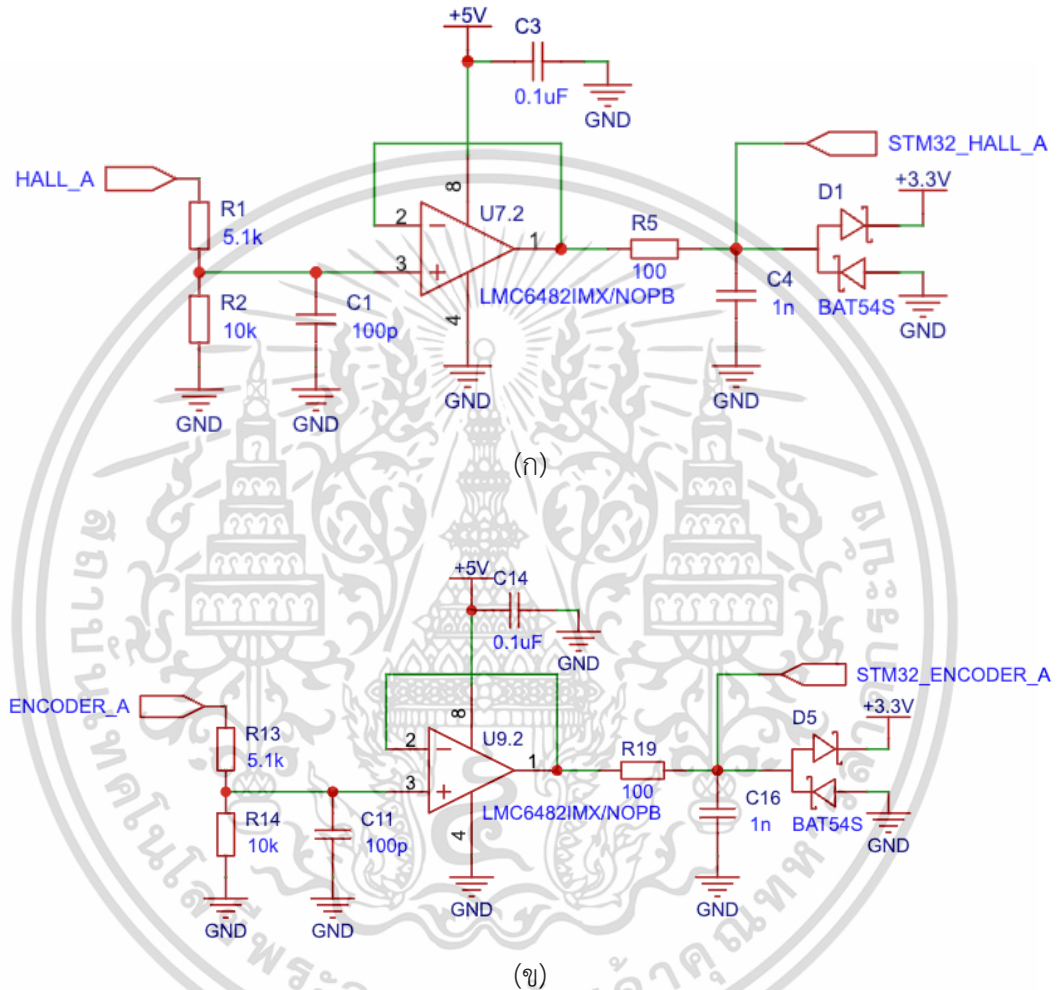 +5V
C3
0.1uF
GND
STM32_HALL_A
HALL_A
R1
5.1k
8
2
U7.2
R5
D1
+3.3V
3
1
100
LMC6482IMX/NOPB
R2
10k
C1
100p
4
C4
1n
BAT54S
GND
GND
GND
GND
GND
(ก)
+5V
C14
0.1uF
GND
STM32_ENCODER_A
ENCODER_A
R13
5.1k
8
2
U9.2
R19
D5
+3.3V
3
1
100
LMC6482IMX/NOPB
R14
10k
C11
100p
4
C16
1n
BAT54S
GND
GND
GND
GND
GND
(ข)